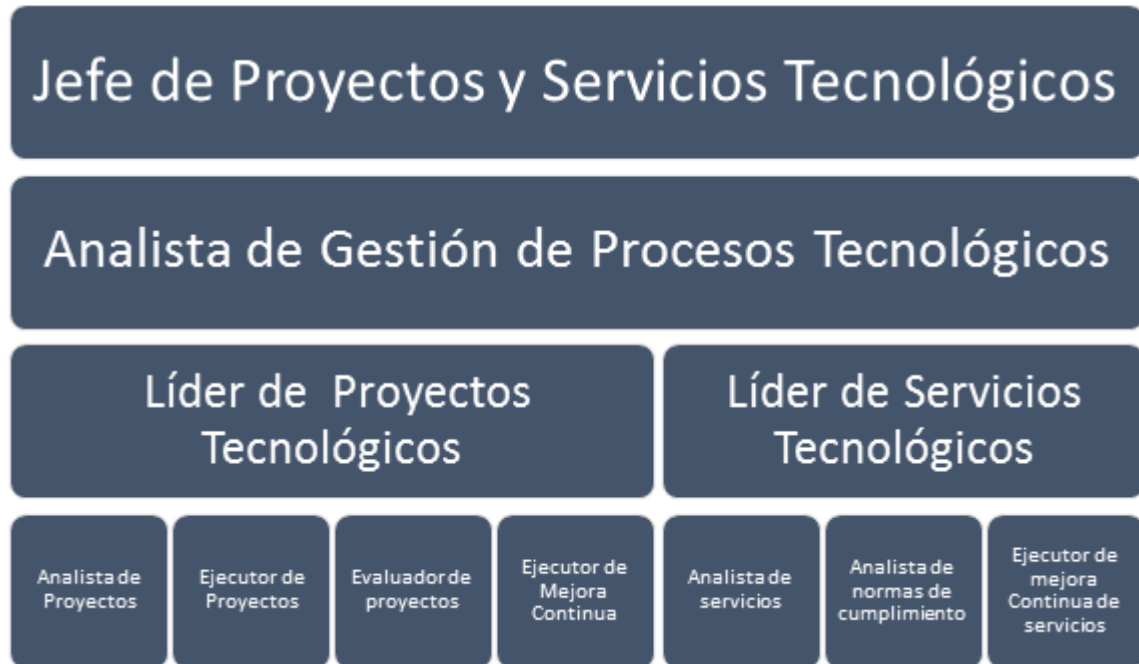 Jefe de Proyectos y Servicios Tecnológicos
Analista de Gestión de Procesos Tecnológicos
Líder de Proyectos
Tecnológicos
Líder de Servicios
Tecnológicos
Analista de
Proyectos
Ejecutor de
Proyectos
Evaluador de
proyectos
Ejecutor de
Mejora
Continua
Analista de
servicios
Analista de
normas de
cumplimiento
Ejecutor de
mejora
Continua de
servicios